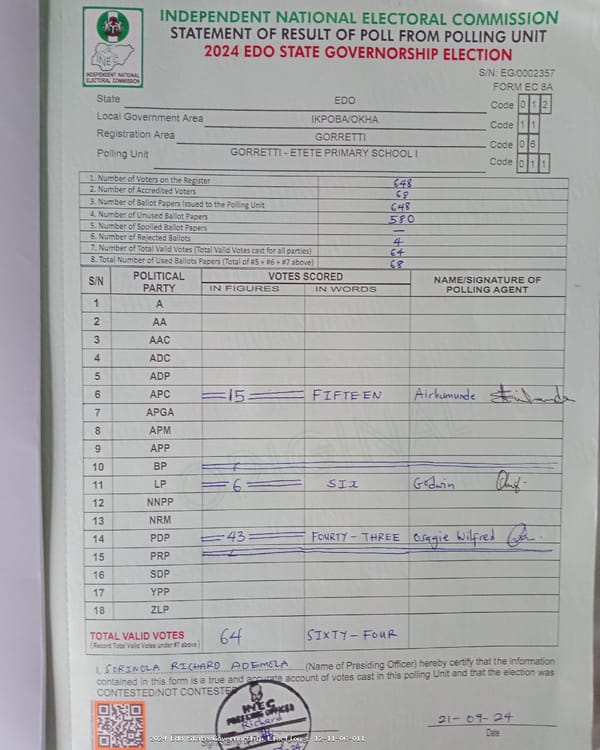 INDEPENDENT NATIONAL ELECTORAL COMMISSION
STATEMENT OF RESULT OF POLL FROM POLLING UNIT
2024 EDO STATE GOVERNORSHIP ELECTION
INEC
INDEPENDENT NATIONAL
ELECTORAL COMMISSION
S/N: EG/0002357
FORM EC 8A
State EDO Code 0 1 2
Local Government Area IKPOBA/OKHA Code 1 1
Registration Area GORRETTI Code 0 6
Polling Unit GORRETTI - ETETE PRIMARY SCHOOL I Code 0 1 1
1. Number of Voters on the Register 648
2. Number of Accredited Voters 68
3. Number of Ballot Papers Issued to the Polling Unit 648
4. Number of Unused Ballot Papers 580
5. Number of Spoiled Ballot Papers —
6. Number of Rejected Ballots 4
7. Number of Total Valid Votes (Total Valid Votes cast for all parties) 64
8. Total Number of Used Ballots Papers (Total of #5 + #6 + #7 above) 68
S/N POLITICAL PARTY VOTES SCORED NAME/SIGNATURE OF POLLING AGENT
IN FIGURES IN WORDS
1 A
2 AA
3 AAC
4 ADC
5 ADP
6 APC 15 FIFTEEN Airhumunde
7 APGA
8 APM
9 APP
10 BP
11 LP 6 SIX Godwin
12 NNPP
13 NRM
14 PDP 43 FOURTY - THREE Osagie Wilfred
15 PRP
16 SDP
17 YPP
18 ZLP
TOTAL VALID VOTES 64 SIXTY - FOUR
(Record Total Valid Votes under #7 above)
I, SORINOLA RICHARD ADEMOLA (Name of Presiding Officer) hereby certify that the information
contained in this form is a true and accurate account of votes cast in this polling Unit and that the election was
CONTESTED/NOT CONTESTED
INEC
PRESIDING OFFICER
Richard
21-09-24
Date
2024 Edo State Governorship Election - 12-11-06-011